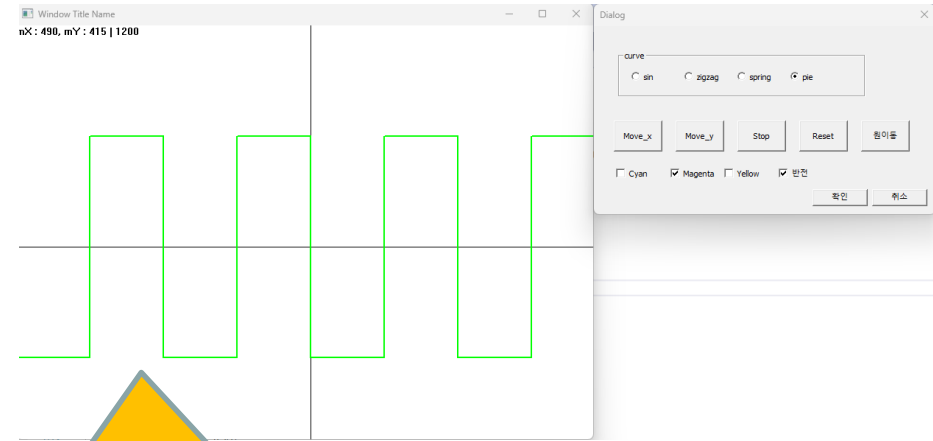 Window Title Name
mX : 490, mY : 415 | 1200
Dialog
curve
sin
zigzag
spring
pie
Move_x
Move_y
Stop
Reset
원이동
Cyan
Magenta
Yellow
반전
확인
취소